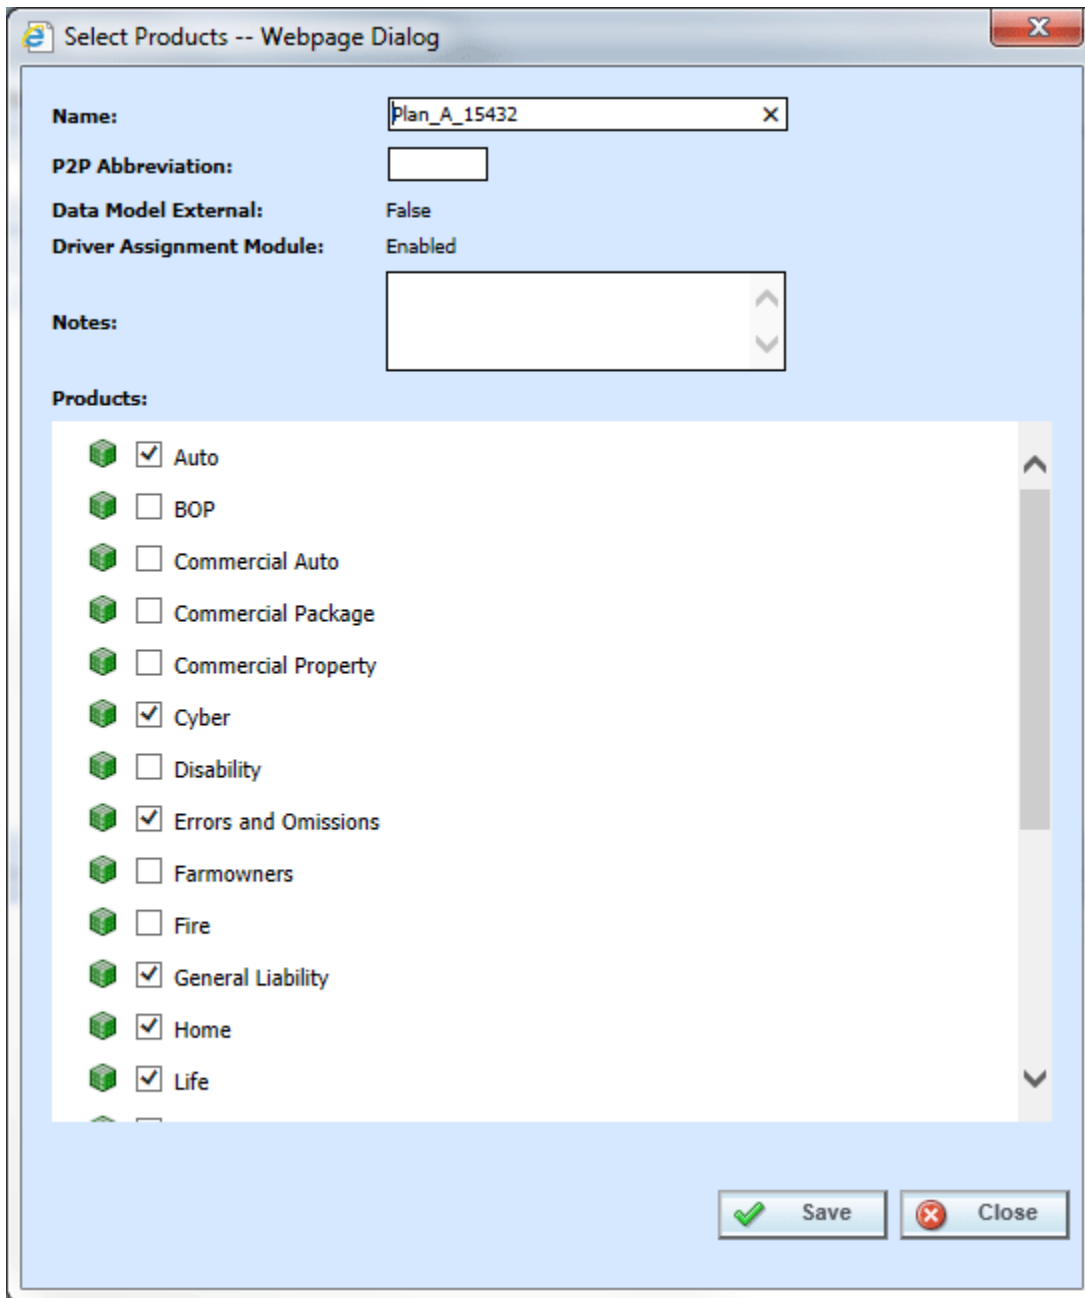 Select Products -- Webpage Dialog
Name: Plan_A_15432
P2P Abbreviation:
Data Model External: False
Driver Assignment Module: Enabled
Notes:
Products:
Auto
BOP
Commercial Auto
Commercial Package
Commercial Property
Cyber
Disability
Errors and Omissions
Farmowners
Fire
General Liability
Home
Life
Save Close